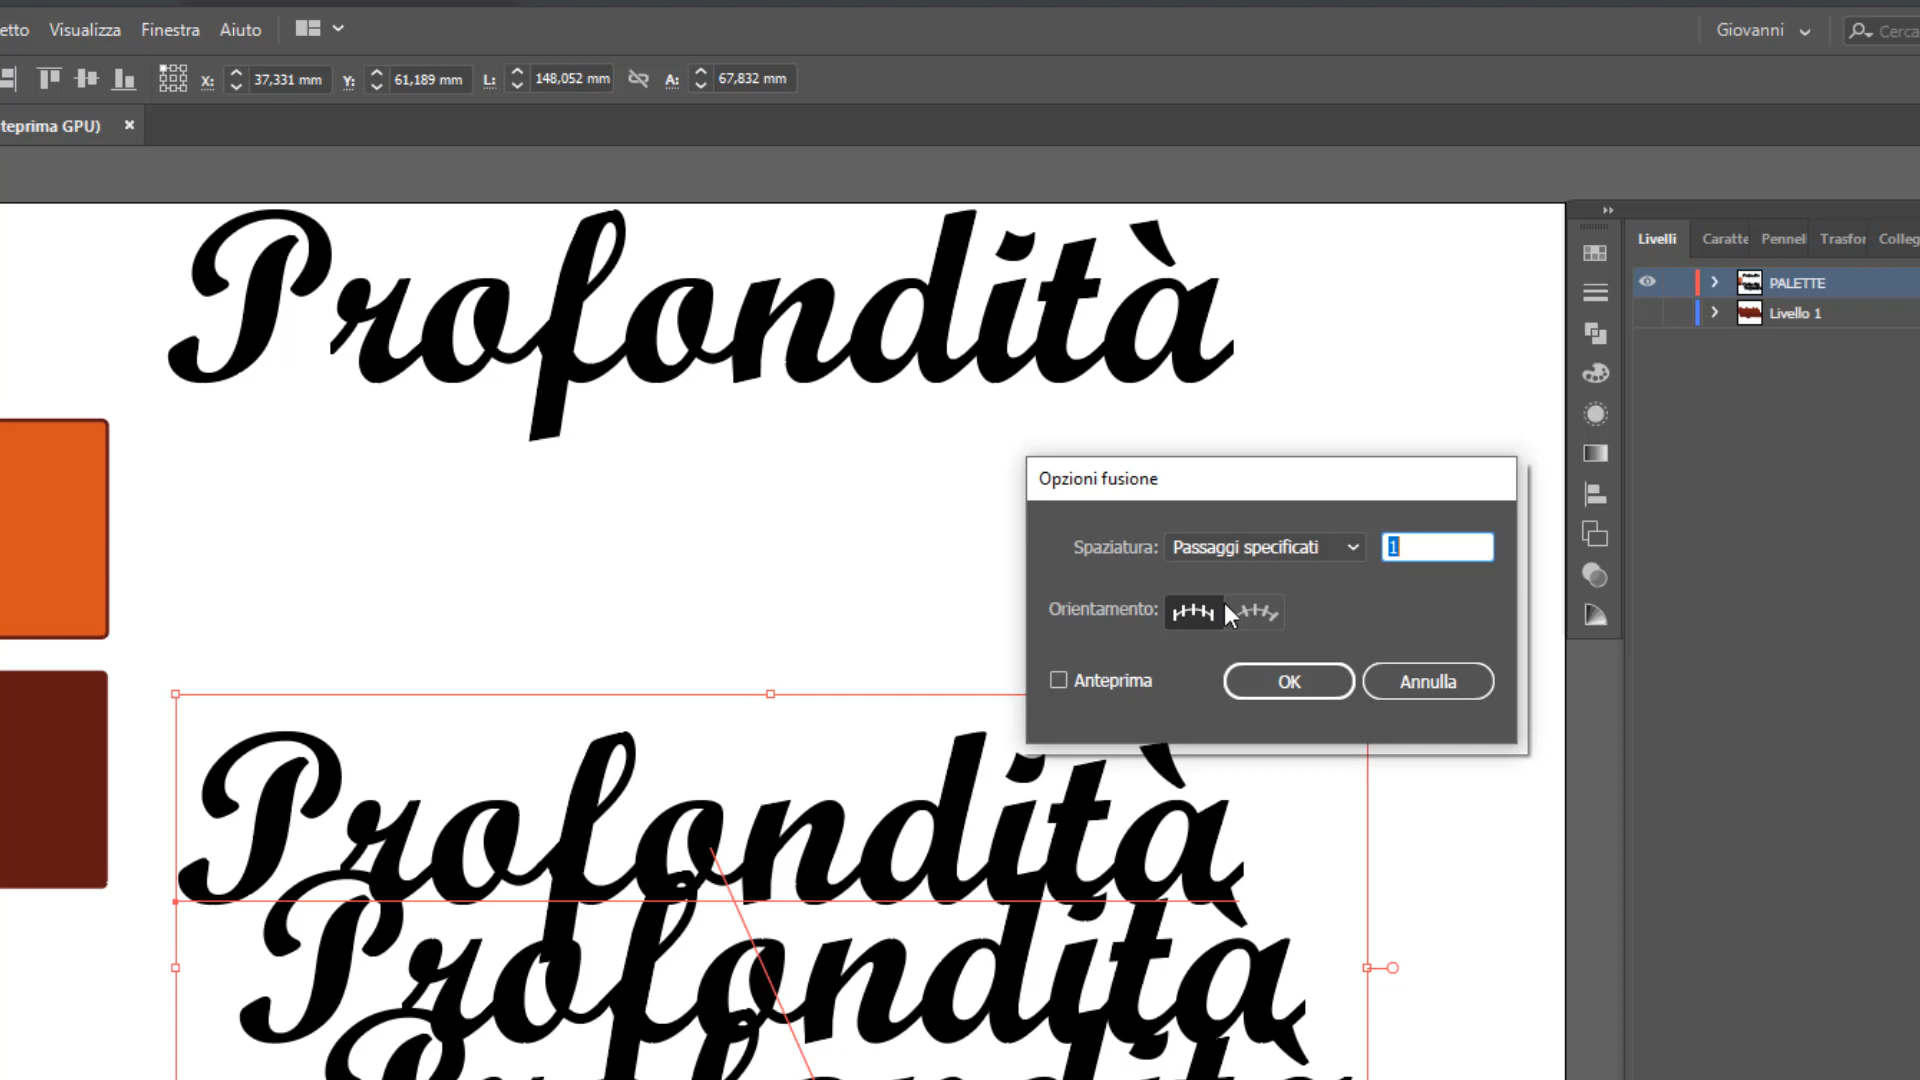 etto Visualizza Finestra Aiuto
Giovanni
Cerca
X: 37,331 mm Y: 61,189 mm L: 148,052 mm A: 67,832 mm
teprima GPU) ×
Profondità
Livelli Caratte Pennel Trasfor Colleg
PALETTE
Livello 1
Opzioni fusione
Spaziatura: Passaggi specificati 1
Orientamento:
Anteprima OK Annulla
Profondità
Profondità